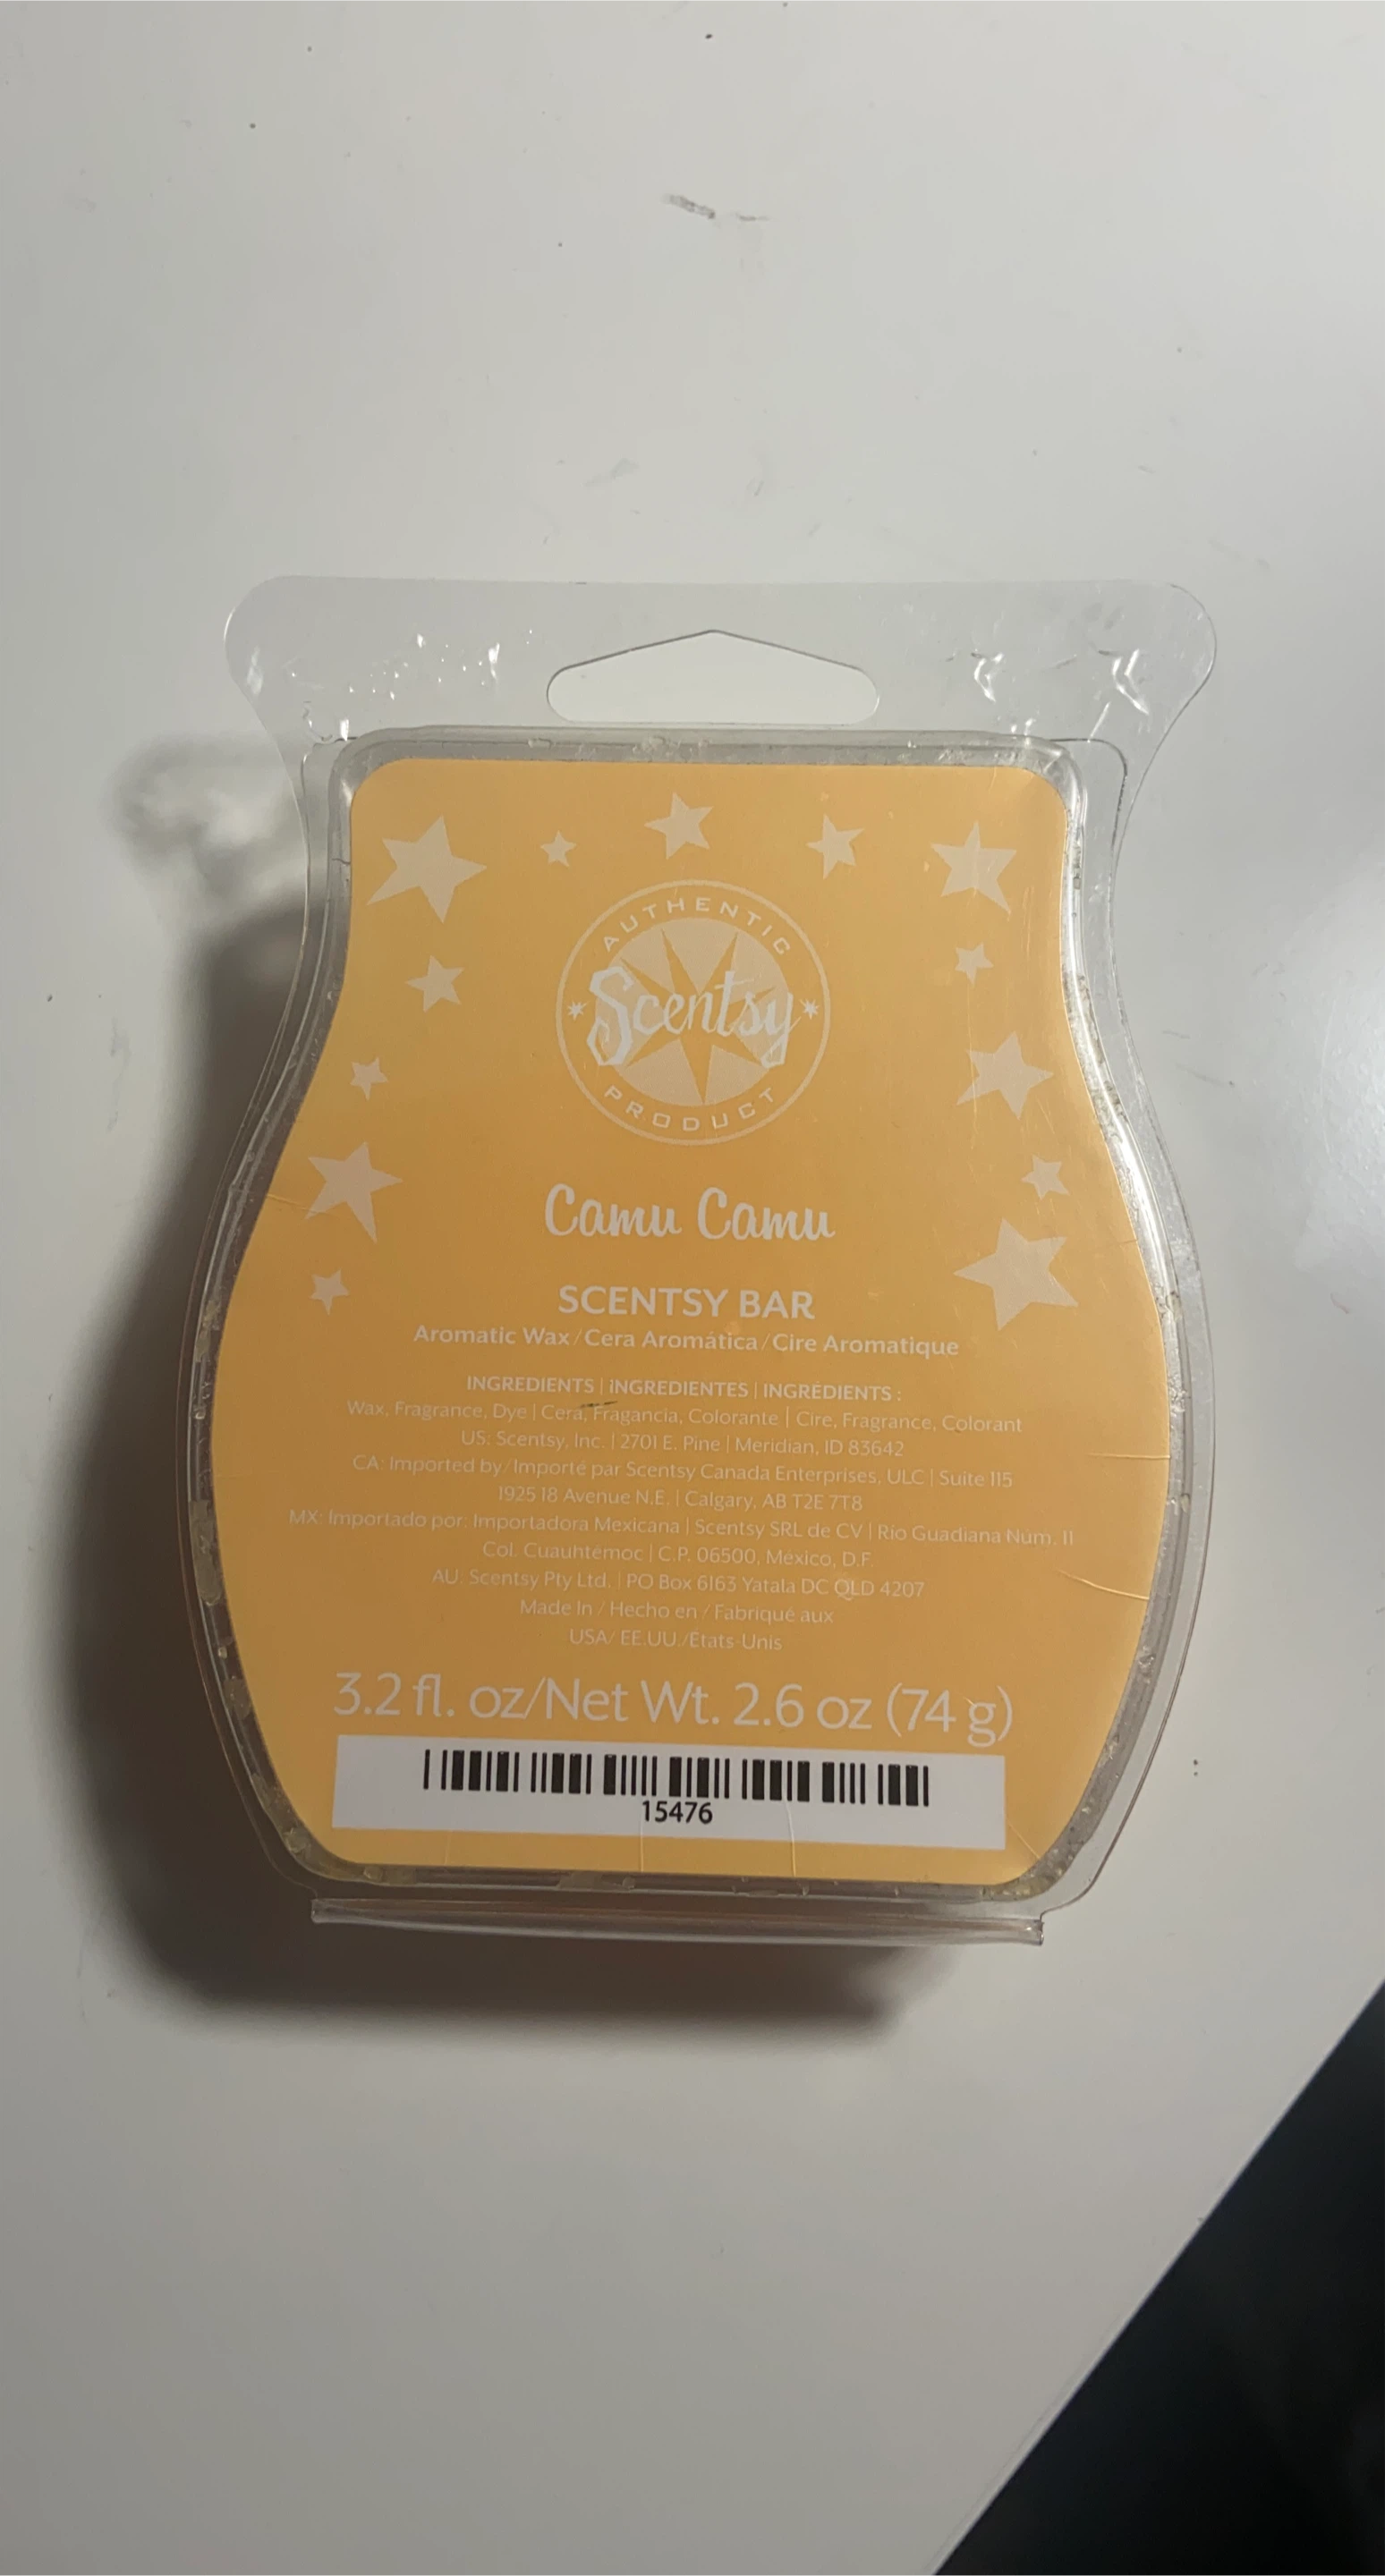 AUTHENTIC
Scentsy
PRODUCT
Camu Camu
SCENTSY BAR
Aromatic Wax/Cera Aromática/Cire Aromatique
INGREDIENTS | INGREDIENTES | INGRÉDIENTS :
Wax, Fragrance, Dye | Cera, Fragancia, Colorante | Cire, Fragrance, Colorant
US: Scentsy, Inc. | 2701 E. Pine | Meridian, ID 83642
CA: Imported by/Importé par Scentsy Canada Enterprises, ULC | Suite 115
1925 18 Avenue N.E. | Calgary, AB T2E 7T8
MX: Importado por: Importadora Mexicana | Scentsy SRL de CV | Río Guadiana Num. 11
Col. Cuauhtémoc | C.P. 06500, México, D.F.
AU: Scentsy Pty Ltd. | PO Box 6163 Yatala DC QLD 4207
Made In / Hecho en / Fabriqué aux
USA/ EE.UU./États-Unis
3.2 fl. oz/Net Wt. 2.6 oz (74 g)
15476